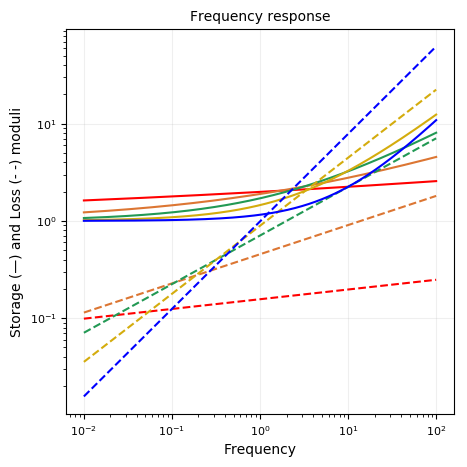 Frequency response
Storage (—) and Loss (- -) moduli
10¹
10⁰
10⁻¹
10⁻² 10⁻¹ 10⁰ 10¹ 10²
Frequency